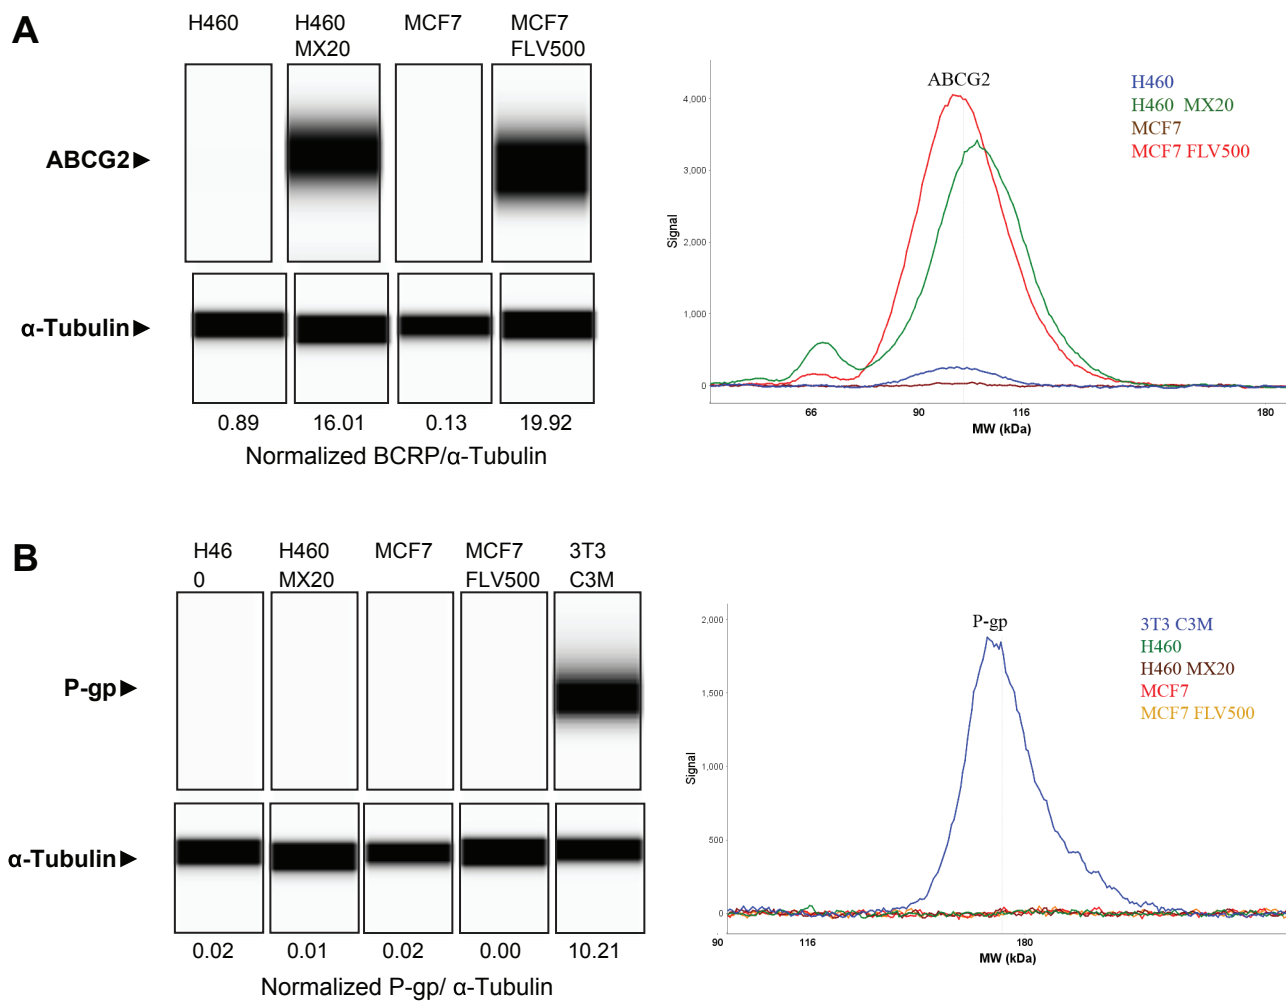 A
H460
H460
MX20
MCF7
MCF7
FLV500
ABCG2
α-Tubulin
0.89
16.01
0.13
19.92
Normalized BCRP/α-Tubulin
ABCG2
H460
H460 MX20
MCF7
MCF7 FLV500
4,000
3,000
2,000
1,000
0
Signal
66
90
116
180
MW (kDa)
B
H46
0
H460
MX20
MCF7
MCF7
FLV500
3T3
C3M
P-gp
α-Tubulin
0.02
0.01
0.02
0.00
10.21
Normalized P-gp/ α-Tubulin
P-gp
3T3 C3M
H460
H460 MX20
MCF7
MCF7 FLV500
2,000
1,500
1,000
500
0
Signal
90
116
180
MW (kDa)